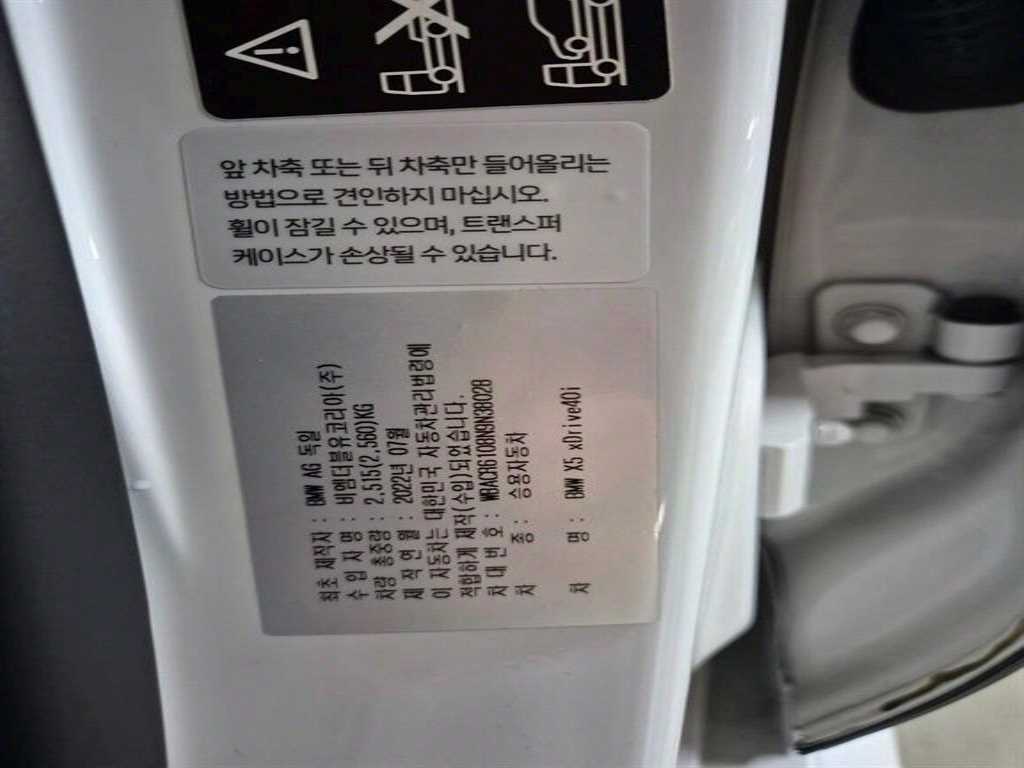 앞 차축 또는 뒤 차축만 들어올리는
방법으로 견인하지 마십시오.
휠이 잠길 수 있으며, 트랜스퍼
케이스가 손상될 수 있습니다.
최초 제작자 : BMW AG 독일
수 입 자 명 : 비엠더블유코리아(주)
차량 총중량 : 2,515(2,560)KG
제 작 연 월 : 2022년 07월
이 자동차는 대한민국 자동차관리법령에
적합하게 제작(수입)되었습니다.
차 대 번 호 : WBACR6108N9K38028
차 종 : 승용자동차
차 명 : BMW X5 xDrive40i